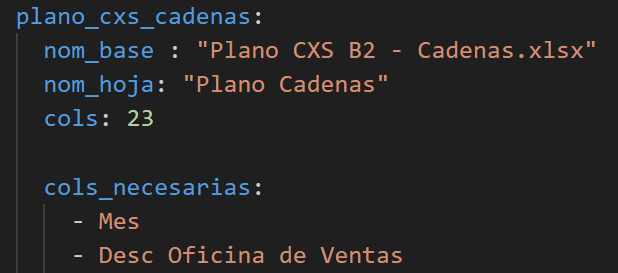 plano_cxs_cadenas:
nom_base : "Plano CXS B2 - Cadenas.xlsx"
nom_hoja: "Plano Cadenas"
cols: 23
cols_necesarias:
- Mes
- Desc Oficina de Ventas